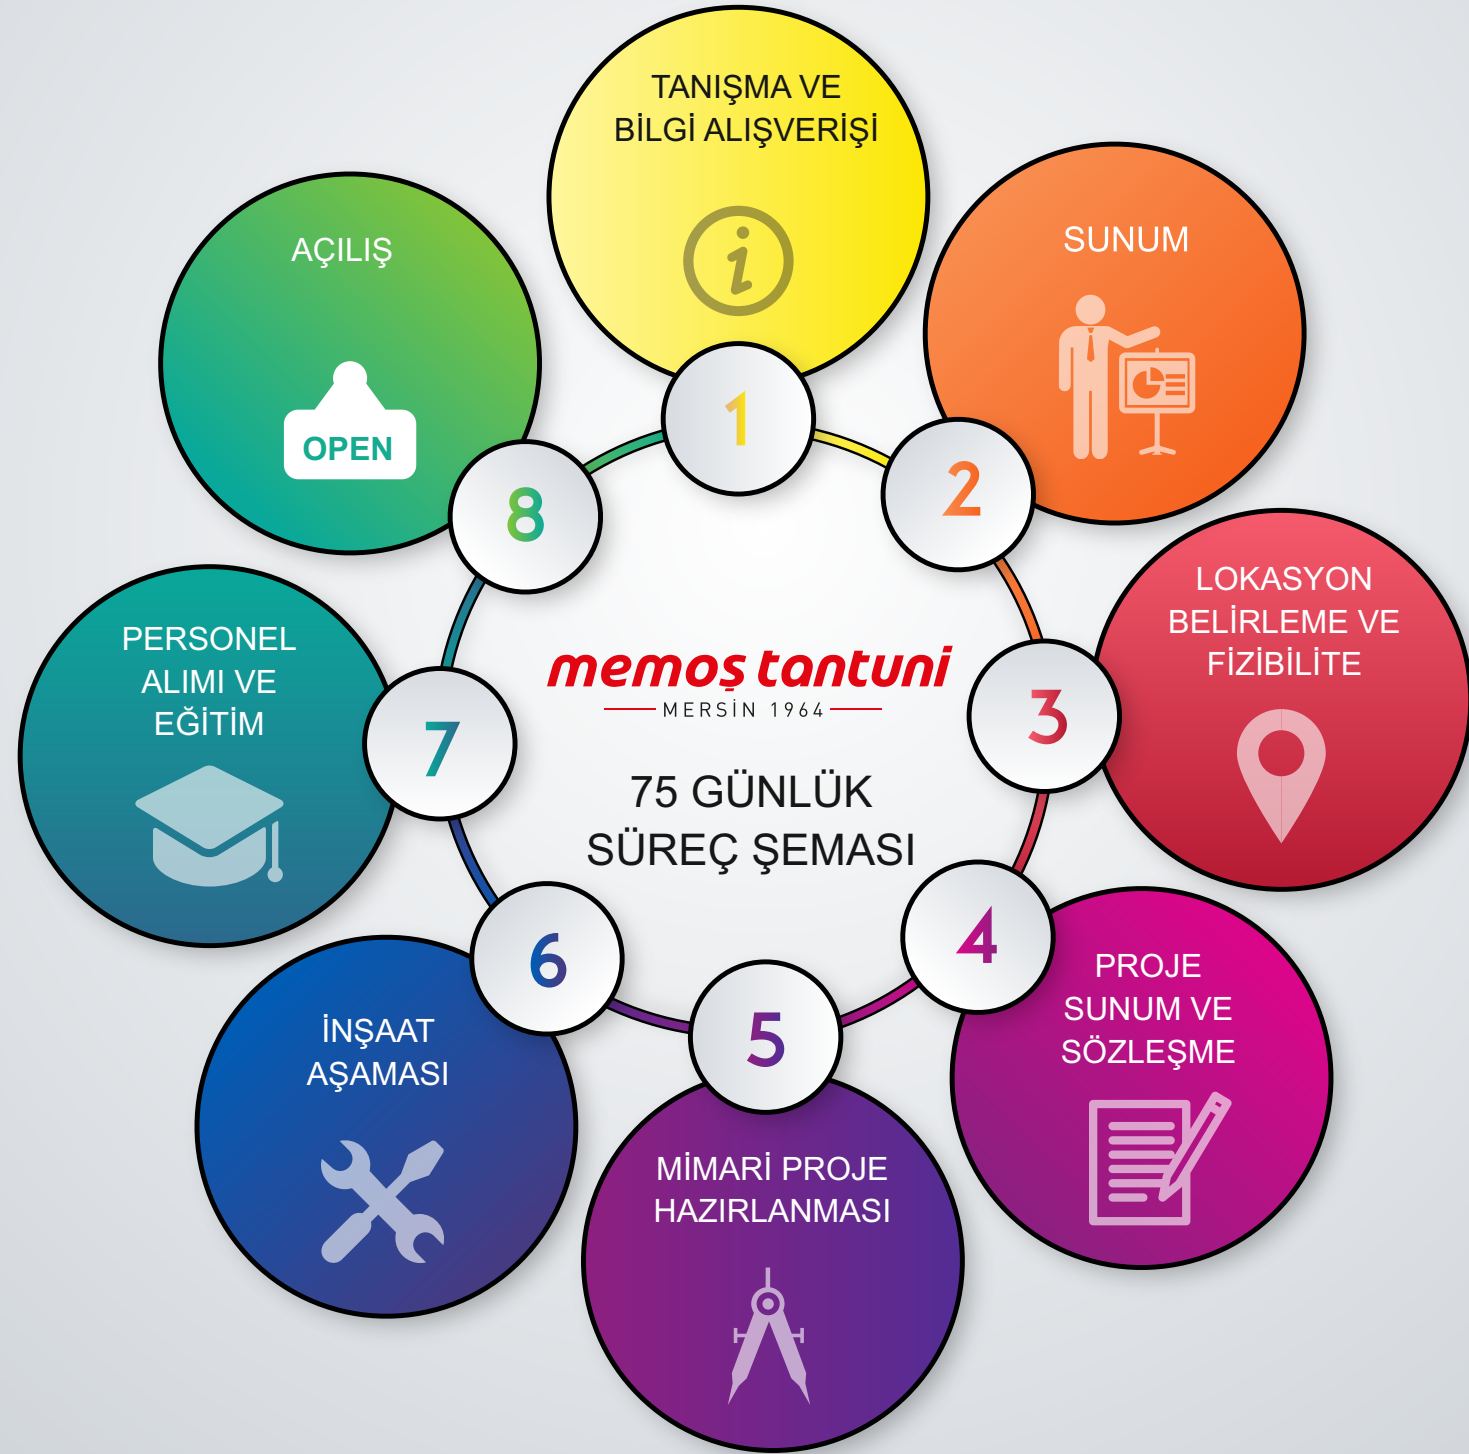 memoş tantuni
MERSİN 1964
75 GÜNLÜK
SÜREÇ ŞEMASI
1
TANIŞMA VE
BİLGİ ALIŞVERİŞİ
2
SUNUM
3
LOKASYON
BELİRLEME VE
FİZİBİLİTE
4
PROJE
SUNUM VE
SÖZLEŞME
5
MİMARİ PROJE
HAZIRLANMASI
6
İNŞAAT
AŞAMASI
7
PERSONEL
ALIMI VE
EĞİTİM
8
AÇILIŞ
OPEN